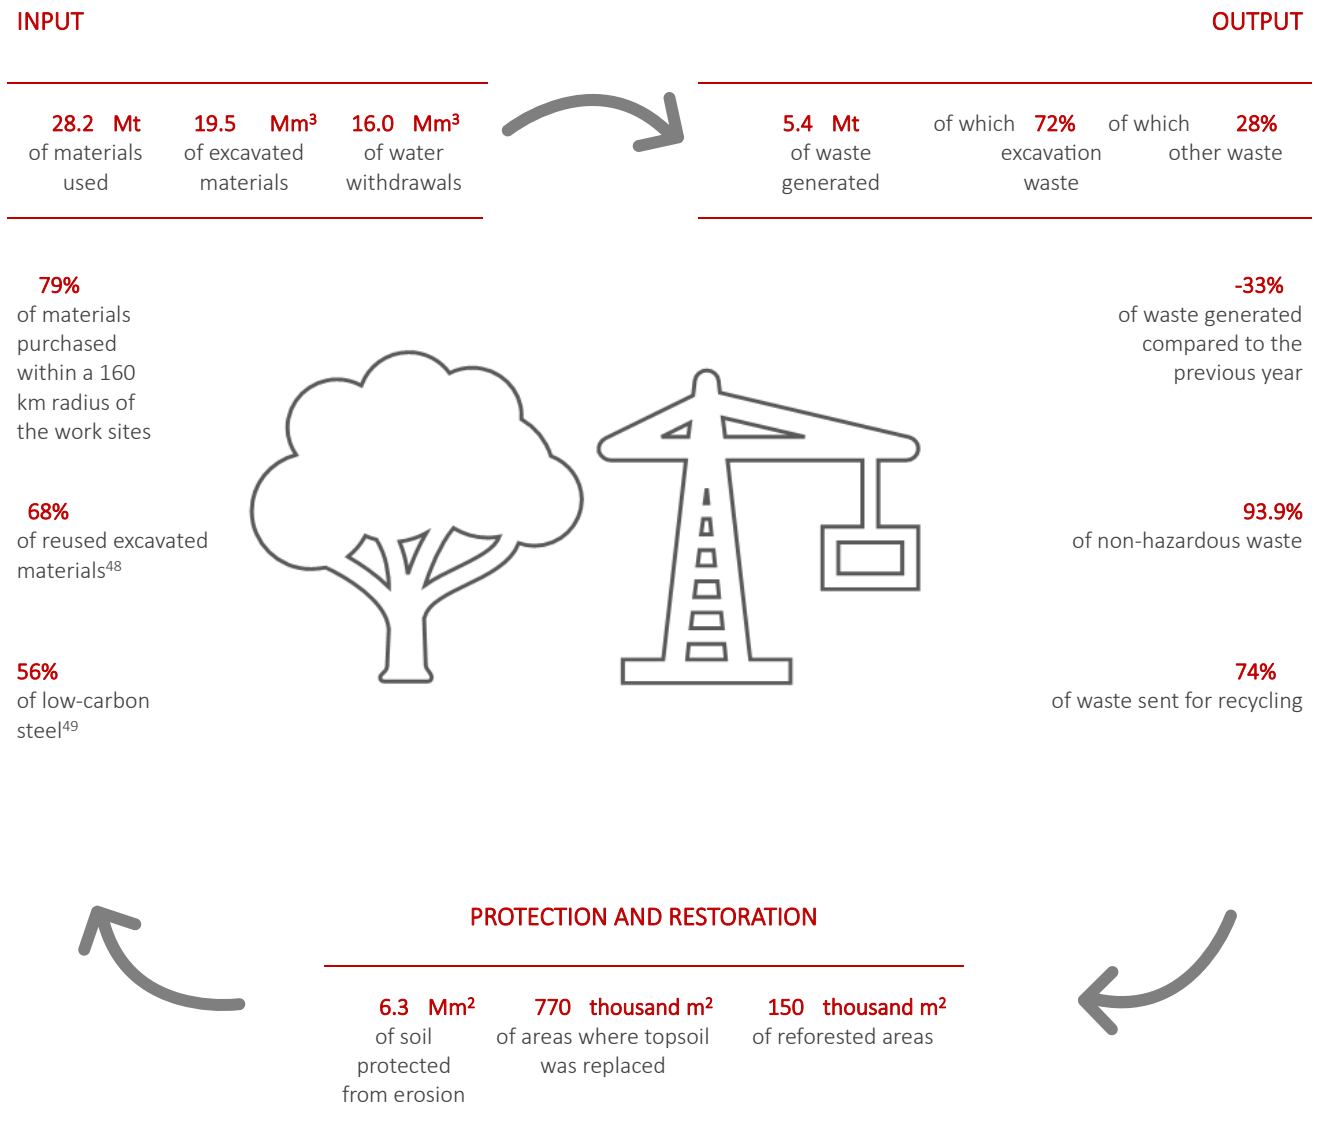 INPUT
OUTPUT
28.2 Mt
of materials
used
19.5 Mm³
of excavated
materials
16.0 Mm³
of water
withdrawals
5.4 Mt
of waste
generated
of which 72%
excavation
waste
of which 28%
other waste
79%
of materials
purchased
within a 160
km radius of
the work sites
68%
of reused excavated
materials⁴⁸
56%
of low-carbon
steel⁴⁹
-33%
of waste generated
compared to the
previous year
93.9%
of non-hazardous waste
74%
of waste sent for recycling
PROTECTION AND RESTORATION
6.3 Mm²
of soil
protected
from erosion
770 thousand m²
of areas where topsoil
was replaced
150 thousand m²
of reforested areas